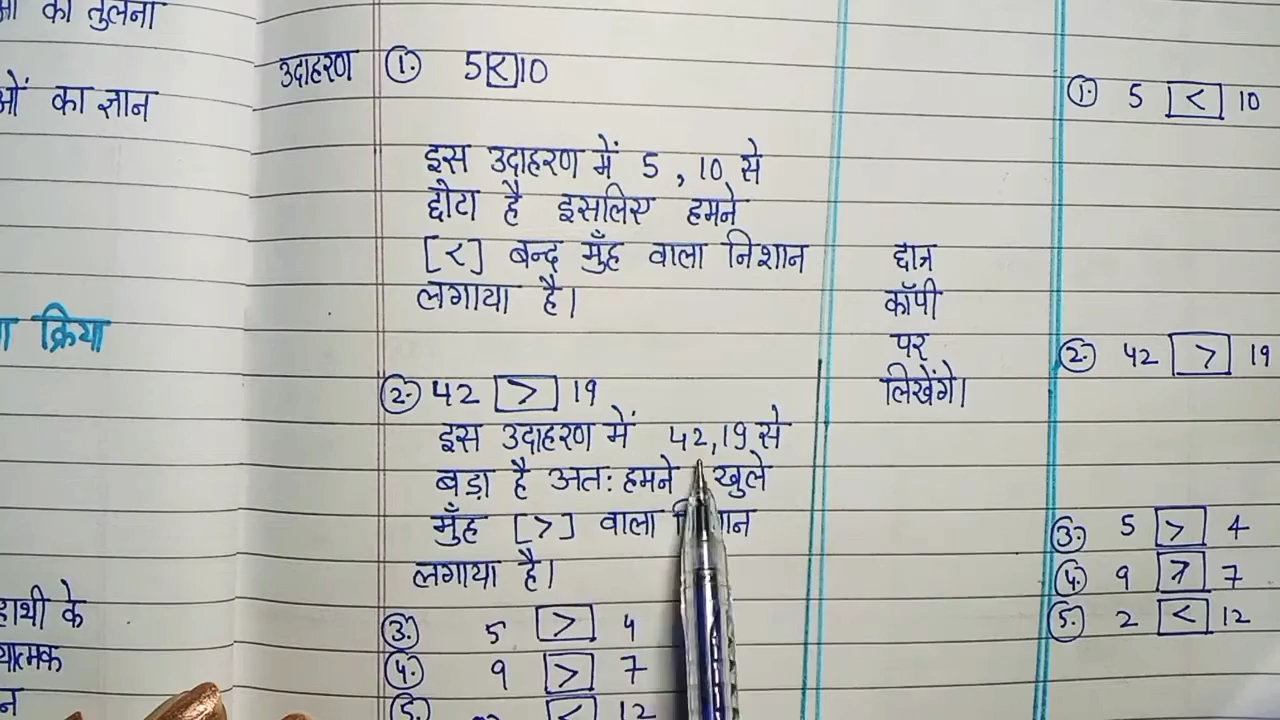 की तुलना
का ज्ञान
क्रिया
हाथी के
उदाहरण ①. 5 < 10
इस उदाहरण में 5 , 10 से
छोटा है इसलिए हमने
[<] बन्द मुँह वाला निशान
लगाया है।
②. 42 > 19
इस उदाहरण में 42,19 से
बड़ा है अतः हमने खुले
मुँह [>] वाला निशान
लगाया है।
③. 5 > 4
④. 9 > 7
⑤. < 12
छात्र
कॉपी
पर
लिखेंगे।
①. 5 < 10
②. 42 > 19
③. 5 > 4
④. 9 > 7
⑤. 2 < 12